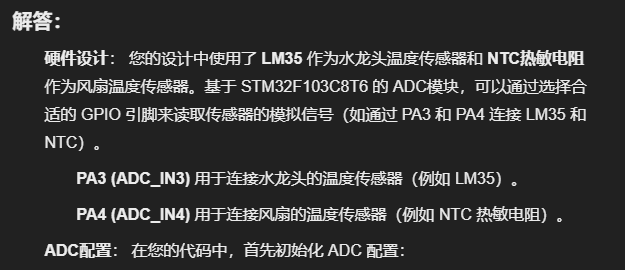 解答：
硬件设计： 您的设计中使用了 LM35 作为水龙头温度传感器和 NTC热敏电阻
作为风扇温度传感器。基于 STM32F103C8T6 的 ADC模块，可以通过选择合
适的 GPIO 引脚来读取传感器的模拟信号（如通过 PA3 和 PA4 连接 LM35 和
NTC）。
PA3 (ADC_IN3) 用于连接水龙头的温度传感器（例如 LM35）。
PA4 (ADC_IN4) 用于连接风扇的温度传感器（例如 NTC 热敏电阻）。
ADC配置： 在您的代码中，首先初始化 ADC 配置：